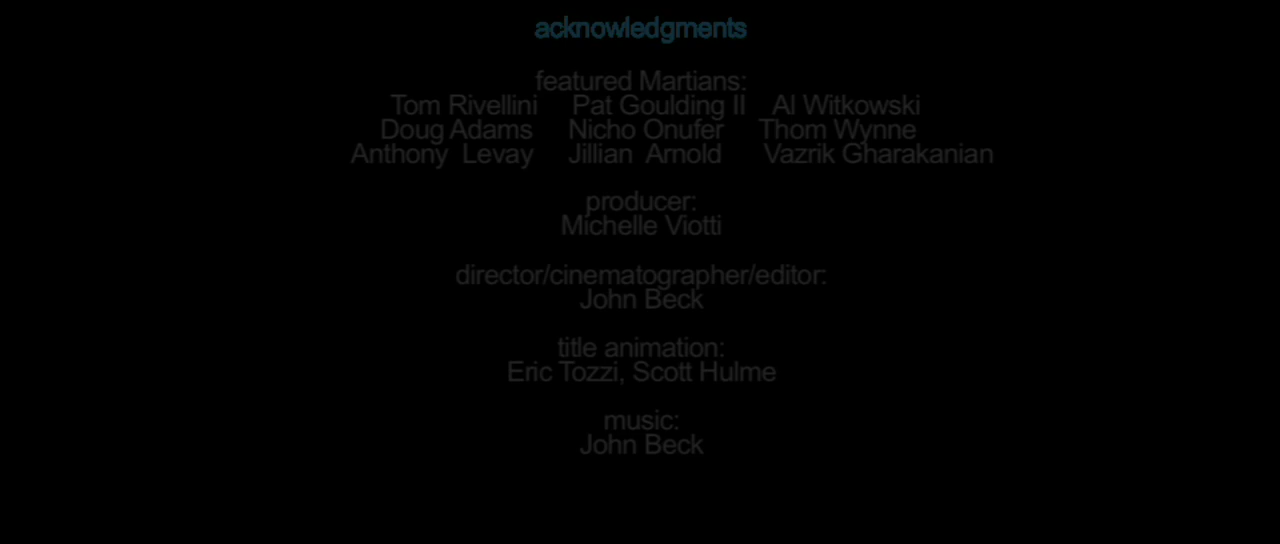 acknowledgments
featured Martians:
Tom Rivellini Pat Goulding II Al Witkowski
Doug Adams Nicho Onufer Thom Wynne
Anthony Levay Jillian Arnold Vazrik Gharakanian
producer:
Michelle Viotti
director/cinematographer/editor:
John Beck
title animation:
Eric Tozzi, Scott Hulme
music:
John Beck